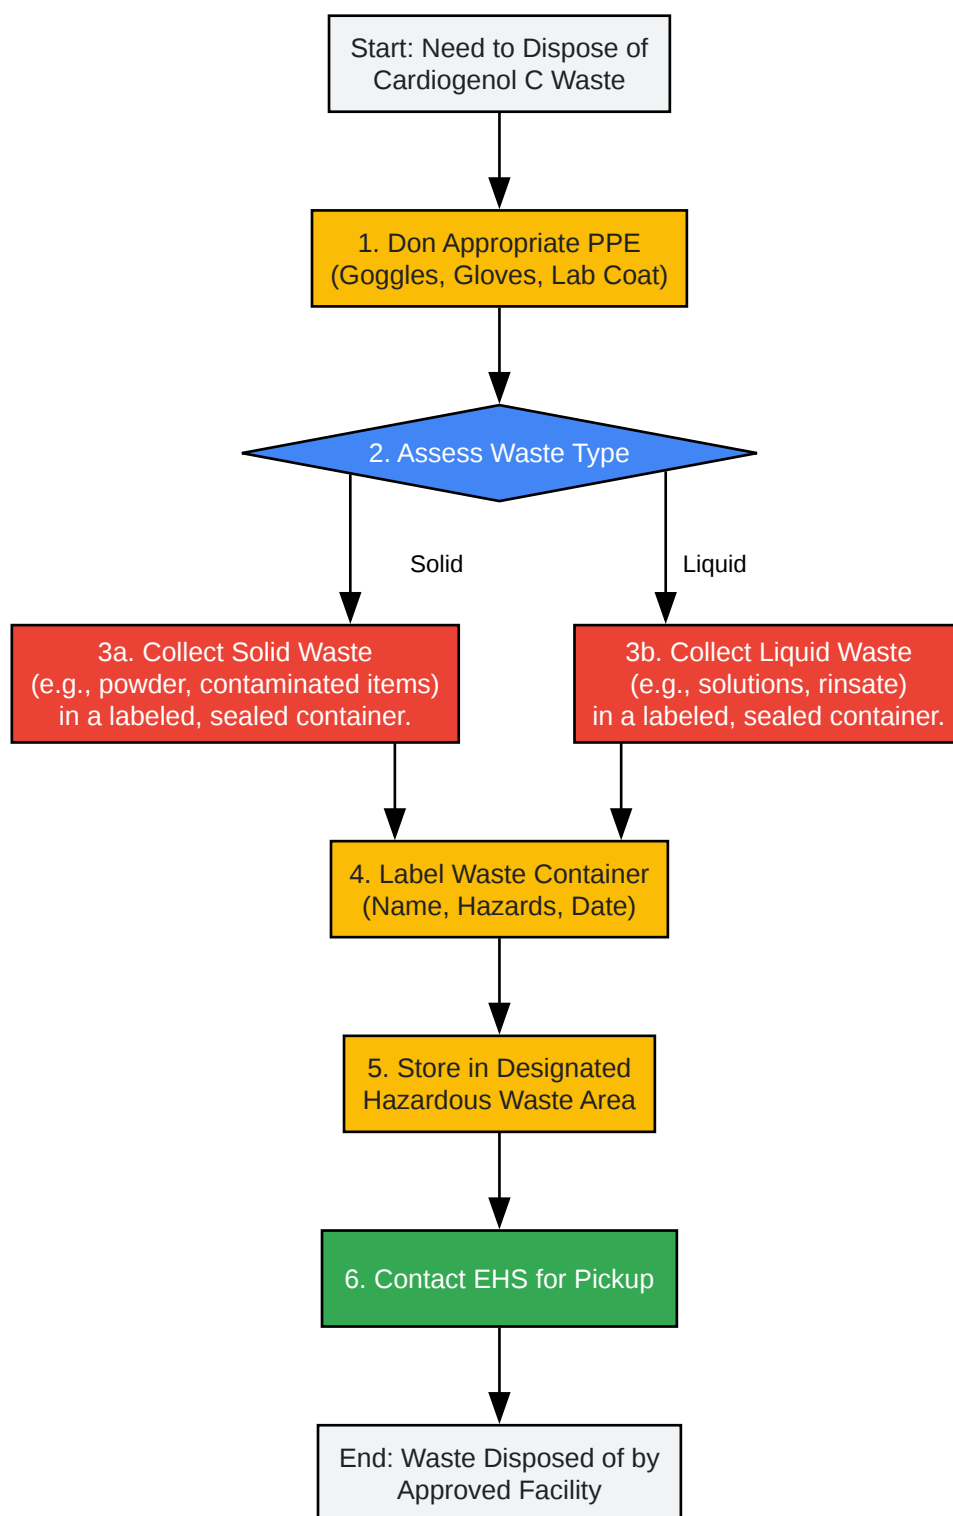 Start: Need to Dispose of
Cardiogenol C Waste
1. Don Appropriate PPE
(Goggles, Gloves, Lab Coat)
2. Assess Waste Type
Solid
Liquid
3a. Collect Solid Waste
(e.g., powder, contaminated items)
in a labeled, sealed container.
3b. Collect Liquid Waste
(e.g., solutions, rinsate)
in a labeled, sealed container.
4. Label Waste Container
(Name, Hazards, Date)
5. Store in Designated
Hazardous Waste Area
6. Contact EHS for Pickup
End: Waste Disposed of by
Approved Facility